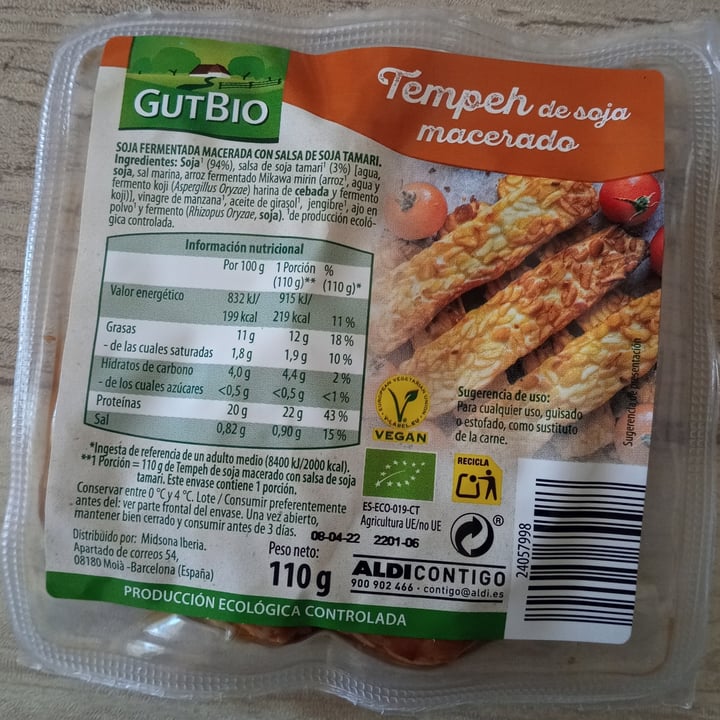 GUTBIO
Tempeh de soja
macerado
SOJA FERMENTADA MACERADA CON SALSA DE SOJA TAMARI.
Ingredientes: Soja¹ (94%), salsa de soja tamari¹ (3%) [agua,
soja, sal marina, arroz fermentado Mikawa mirin (arroz¹, agua y
fermento koji (Aspergillus Oryzae) harina de cebada y fermento
koji)], vinagre de manzana¹, aceite de girasol¹, jengibre¹, ajo en
polvo¹ y fermento (Rhizopus Oryzae, soja). ¹de producción ecoló-
gica controlada.
Información nutricional
Por 100 g 1 Porción %
(110 g)** (110 g)*
Valor energético 832 kJ/ 915 kJ/
199 kcal 219 kcal 11 %
Grasas 11 g 12 g 18 %
- de las cuales saturadas 1,8 g 1,9 g 10 %
Hidratos de carbono 4,0 g 4,4 g 2 %
- de los cuales azúcares <0,5 g <0,5 g <1 %
Proteínas 20 g 22 g 43 %
Sal 0,82 g 0,90 g 15 %
*Ingesta de referencia de un adulto medio (8400 kJ/2000 kcal).
**1 Porción = 110 g de Tempeh de soja macerado con salsa de soja
tamari. Este envase contiene 1 porción.
Conservar entre 0 °C y 4 °C. Lote / Consumir preferentemente
antes del: ver parte frontal del envase. Una vez abierto,
mantener bien cerrado y consumir antes de 3 días.
08-04-22 2201-06
Distribuido por: Midsona Iberia.
Apartado de correos 54,
08180 Moià -Barcelona (España)
Peso neto:
110 g
EUROPEAN VEGETARIAN UNION
V-LABEL.EU
VEGAN
Sugerencia de uso:
Para cualquier uso, guisado
o estofado, como sustituto
de la carne.
Sugerencia de presentación
ES-ECO-019-CT
Agricultura UE/no UE
RECICLA
®
ALDICONTIGO
900 902 466 · contigo@aldi.es
24057998
PRODUCCIÓN ECOLÓGICA CONTROLADA